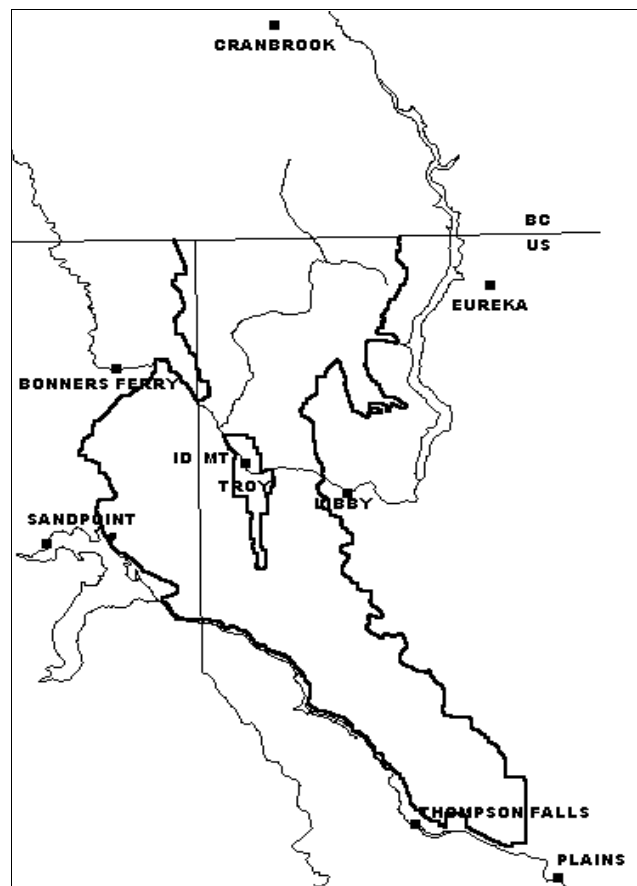 CRANBROOK
BC
US
EUREKA
BONNERS FERRY
ID MT
TROY
LIBBY
SANDPOINT
THOMPSON FALLS
PLAINS